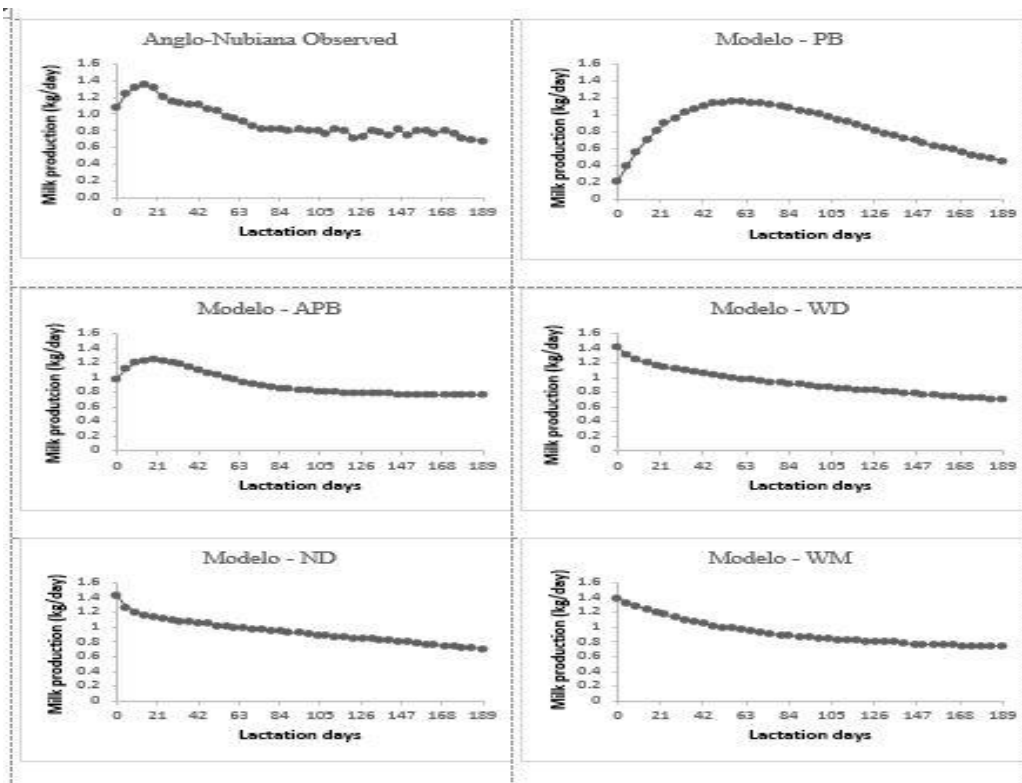 Anglo-Nubiana Observed
Milk production (kg/day)
1.6
1.4
1.2
1.0
0.8
0.6
0.4
0.2
0.0
0 21 42 63 84 105 126 147 168 189
Lactation days
Modelo - PB
Milk production (kg/day)
1.6
1.4
1.2
1
0.8
0.6
0.4
0.2
0
0 21 42 63 84 105 126 147 168 189
Lactation days
Modelo - APB
Milk produtcion (kg/day)
1.6
1.4
1.2
1
0.8
0.6
0.4
0.2
0
0 21 42 63 84 105 126 147 168 189
Lactation days
Modelo - WD
Milk production (kg/day)
1.6
1.4
1.2
1
0.8
0.6
0.4
0.2
0
0 21 42 63 84 105 126 147 168 189
Lactation days
Modelo - ND
Milk production (kg/day)
1.6
1.4
1.2
1
0.8
0.6
0.4
0.2
0
0 21 42 63 84 105 126 147 168 189
Lactation days
Modelo - WM
Milk production (kg/day)
1.6
1.4
1.2
1
0.8
0.6
0.4
0.2
0
0 21 42 63 84 105 126 147 168 189
Lactation days